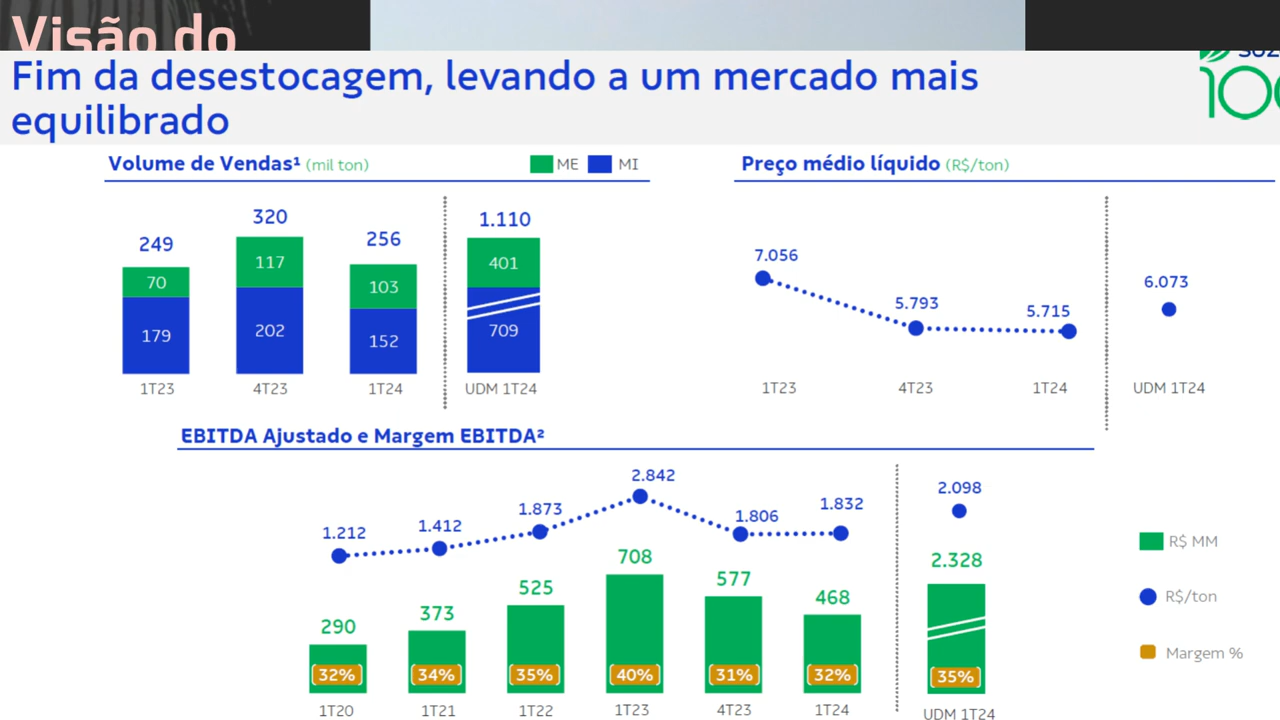 Visão do
Fim da desestocagem, levando a um mercado mais
equilibrado
Volume de Vendas¹ (mil ton)
ME MI
249
320
256
1.110
70
117
103
401
179
202
152
709
1T23 4T23 1T24 UDM 1T24
Preço médio líquido (R$/ton)
7.056
5.793
5.715
6.073
1T23 4T23 1T24 UDM 1T24
EBITDA Ajustado e Margem EBITDA²
1.212
1.412
1.873
2.842
1.806
1.832
2.098
290
373
525
708
577
468
2.328
32%
34%
35%
40%
31%
32%
35%
1T20 1T21 1T22 1T23 4T23 1T24 UDM 1T24
R$ MM
R$/ton
Margem %